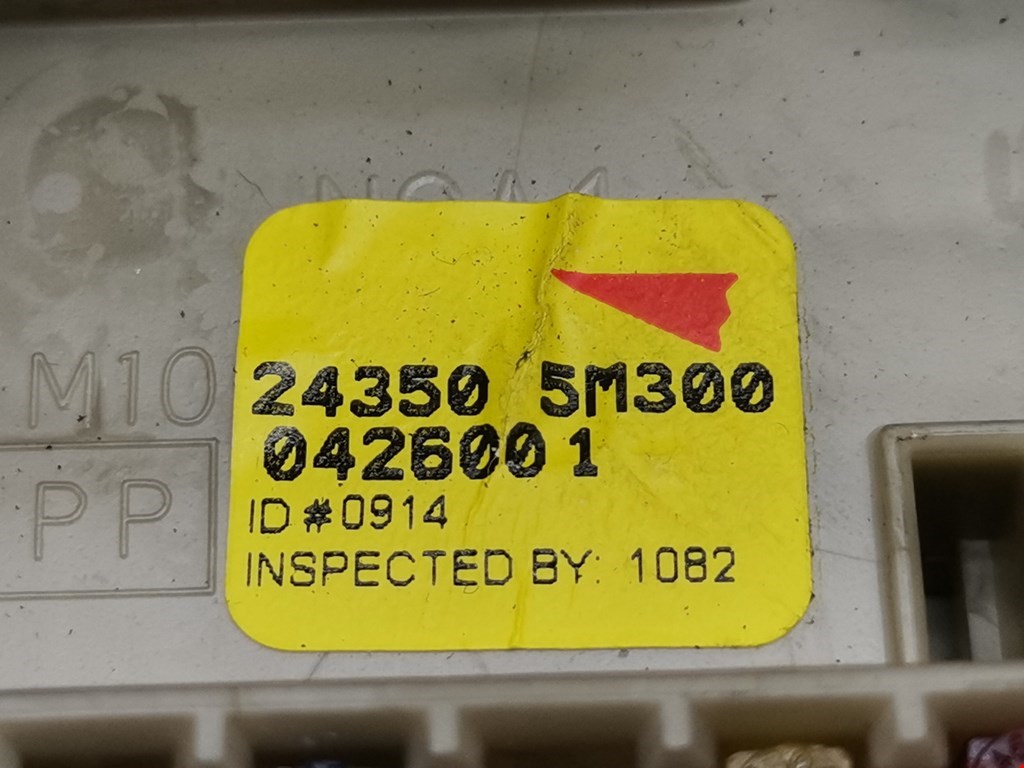 M10
24350 5M300
0426001
PP
ID #0914
INSPECTED BY: 1082